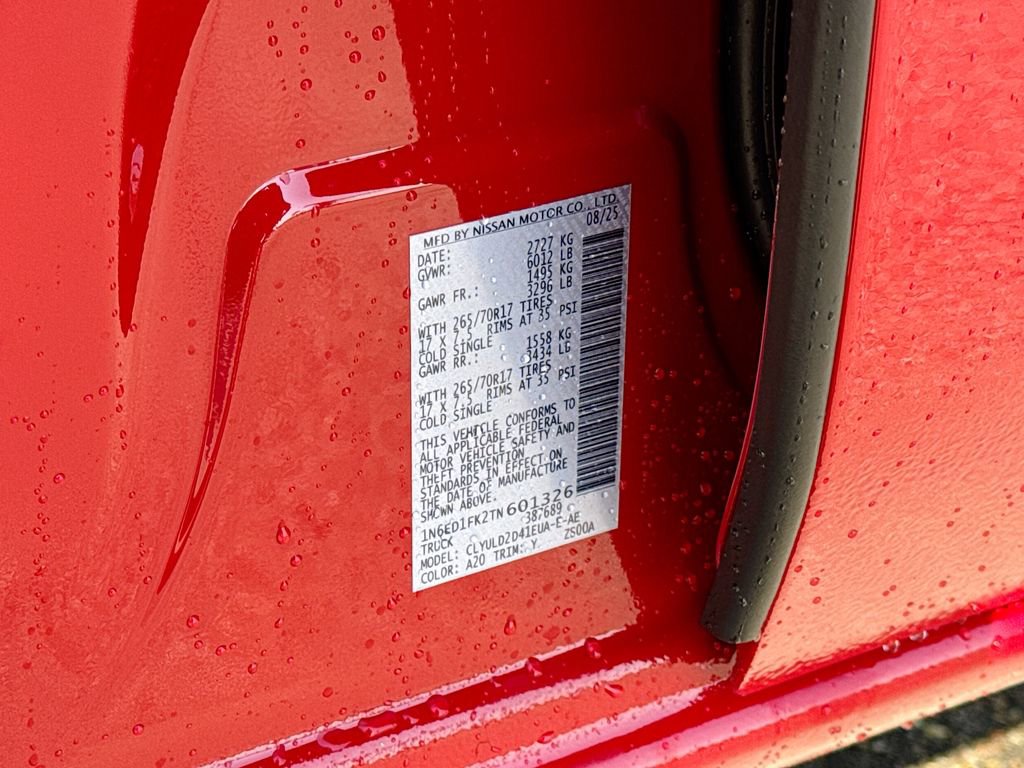 MFD BY NISSAN MOTOR CO., LTD.
DATE: 08/25
GVWR: 2727 KG
6012 LB
GAWR FR.: 1495 KG
3296 LB
WITH 265/70R17 TIRES
17 X 7.5 RIMS AT 35 PSI
COLD SINGLE
GAWR RR.: 1558 KG
3434 LB
WITH 265/70R17 TIRES
17 X 7.5 RIMS AT 35 PSI
COLD SINGLE
THIS VEHICLE CONFORMS TO
ALL APPLICABLE FEDERAL
MOTOR VEHICLE SAFETY AND
THEFT PREVENTION
STANDARDS IN EFFECT ON
THE DATE OF MANUFACTURE
SHOWN ABOVE.
1N6ED1FK2TN601326
TRUCK 387689
MODEL: CLYULD2D41EUA-E-AE
COLOR: A20 TRIM: Y ZS00A